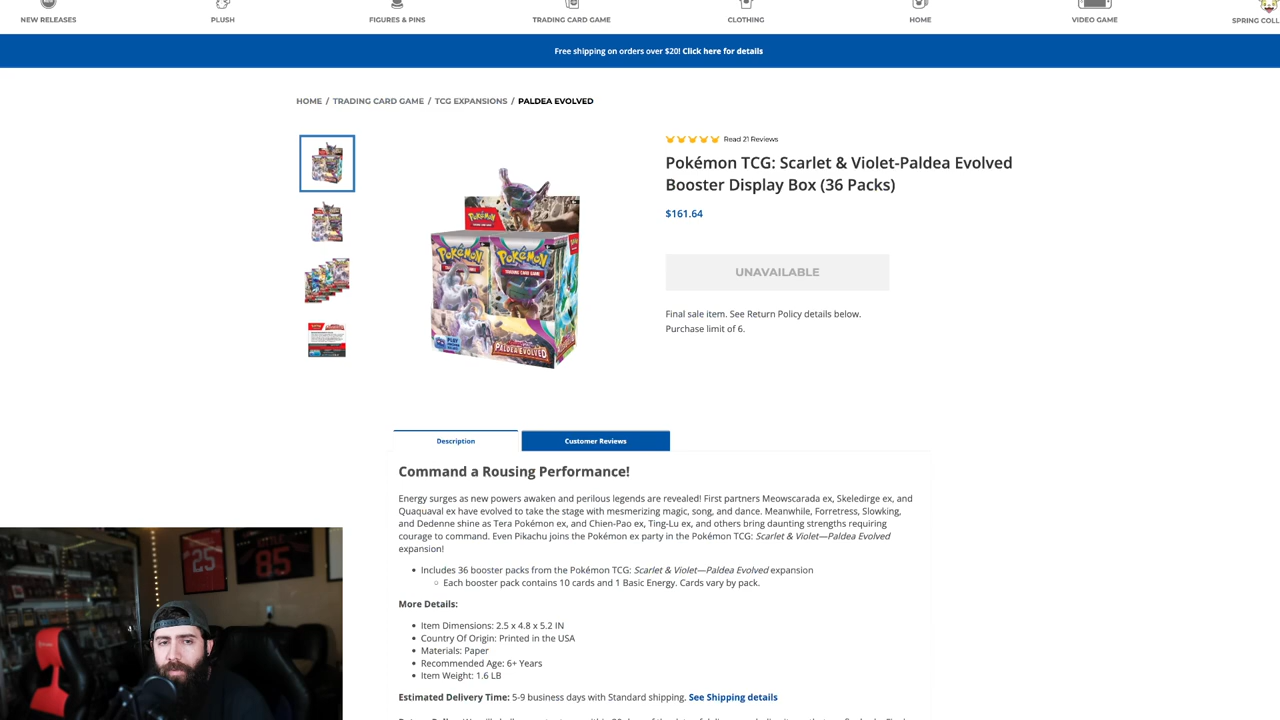 NEW RELEASES
PLUSH
FIGURES & PINS
TRADING CARD GAME
CLOTHING
HOME
VIDEO GAME
SPRING COLL
Free shipping on orders over $20! Click here for details
HOME / TRADING CARD GAME / TCG EXPANSIONS / PALDEA EVOLVED
Read 21 Reviews
Pokémon TCG: Scarlet & Violet-Paldea Evolved
Booster Display Box (36 Packs)
$161.64
UNAVAILABLE
Final sale item. See Return Policy details below.
Purchase limit of 6.
POKÉMON
POKÉMON
POKÉMON
PALDEA EVOLVED
Description
Customer Reviews
Command a Rousing Performance!
Energy surges as new powers awaken and perilous legends are revealed! First partners Meowscarada ex, Skeledirge ex, and
Quaquaval ex have evolved to take the stage with mesmerizing magic, song, and dance. Meanwhile, Forretress, Slowking,
and Dedenne shine as Tera Pokémon ex, and Chien-Pao ex, Ting-Lu ex, and others bring daunting strengths requiring
courage to command. Even Pikachu joins the Pokémon ex party in the Pokémon TCG: Scarlet & Violet—Paldea Evolved
expansion!
• Includes 36 booster packs from the Pokémon TCG: Scarlet & Violet—Paldea Evolved expansion
○ Each booster pack contains 10 cards and 1 Basic Energy. Cards vary by pack.
More Details:
• Item Dimensions: 2.5 x 4.8 x 5.2 IN
• Country Of Origin: Printed in the USA
• Materials: Paper
• Recommended Age: 6+ Years
• Item Weight: 1.6 LB
Estimated Delivery Time: 5-9 business days with Standard shipping. See Shipping details
25
85